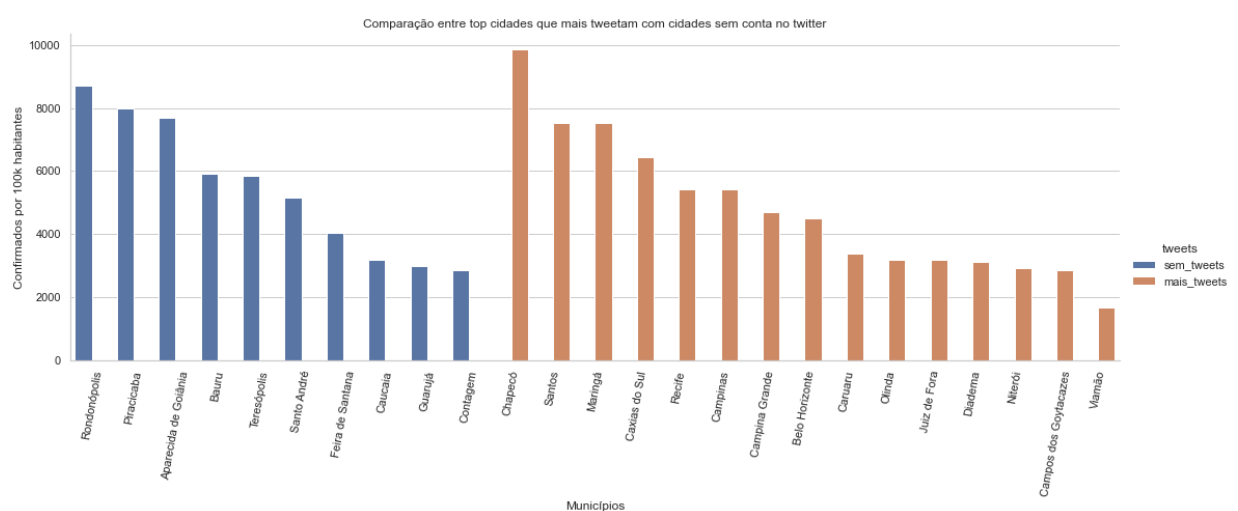 Comparação entre top cidades que mais tweetam com cidades sem conta no twitter
Confirmados por 100k habitantes
10000
8000
6000
4000
2000
0
Rondonópolis
Piracicaba
Aparecida de Goiânia
Bauru
Teresópolis
Santo André
Feira de Santana
Caucaia
Guarujá
Contagem
Chapecó
Santos
Maringá
Caxias do Sul
Recife
Campinas
Campina Grande
Belo Horizonte
Caruaru
Olinda
Juiz de Fora
Diadema
Niterói
Campos dos Goytacazes
Viamão
Municípios
tweets
sem_tweets
mais_tweets